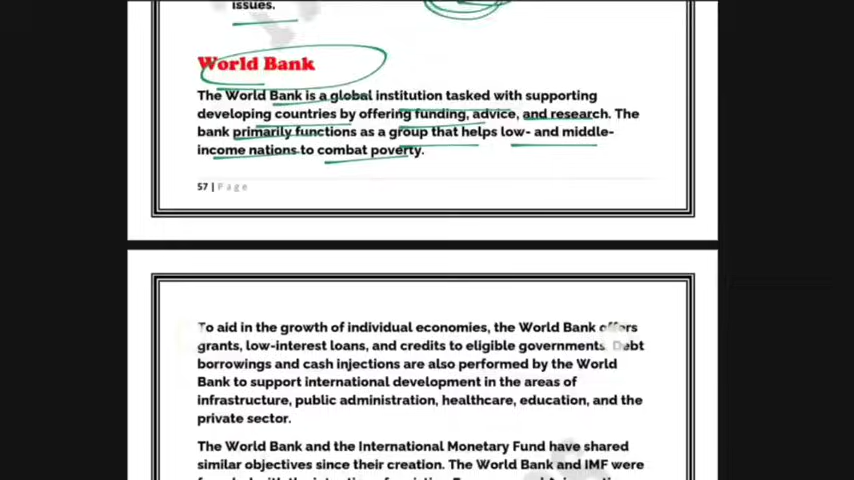 issues.
World Bank
The World Bank is a global institution tasked with supporting
developing countries by offering funding, advice, and research. The
bank primarily functions as a group that helps low- and middle-
income nations to combat poverty.
57 | Page
To aid in the growth of individual economies, the World Bank offers
grants, low-interest loans, and credits to eligible governments. Debt
borrowings and cash injections are also performed by the World
Bank to support international development in the areas of
infrastructure, public administration, healthcare, education, and the
private sector.
The World Bank and the International Monetary Fund have shared
similar objectives since their creation. The World Bank and IMF were